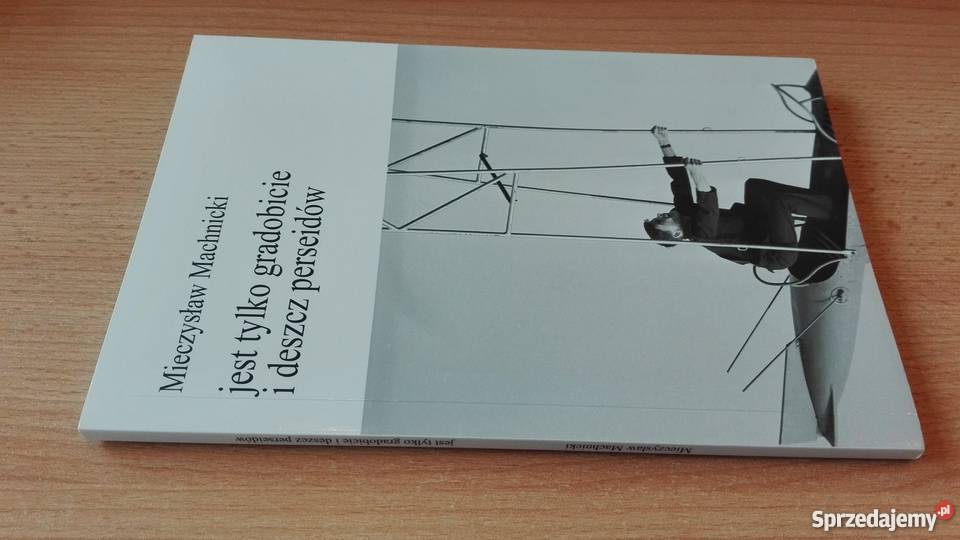 Mieczysław Machnicki
jest tylko gradobicie
i deszcz perseidów
Mieczysław Machnicki
jest tylko gradobicie i deszcz perseidów
Sprzedajemy.pl